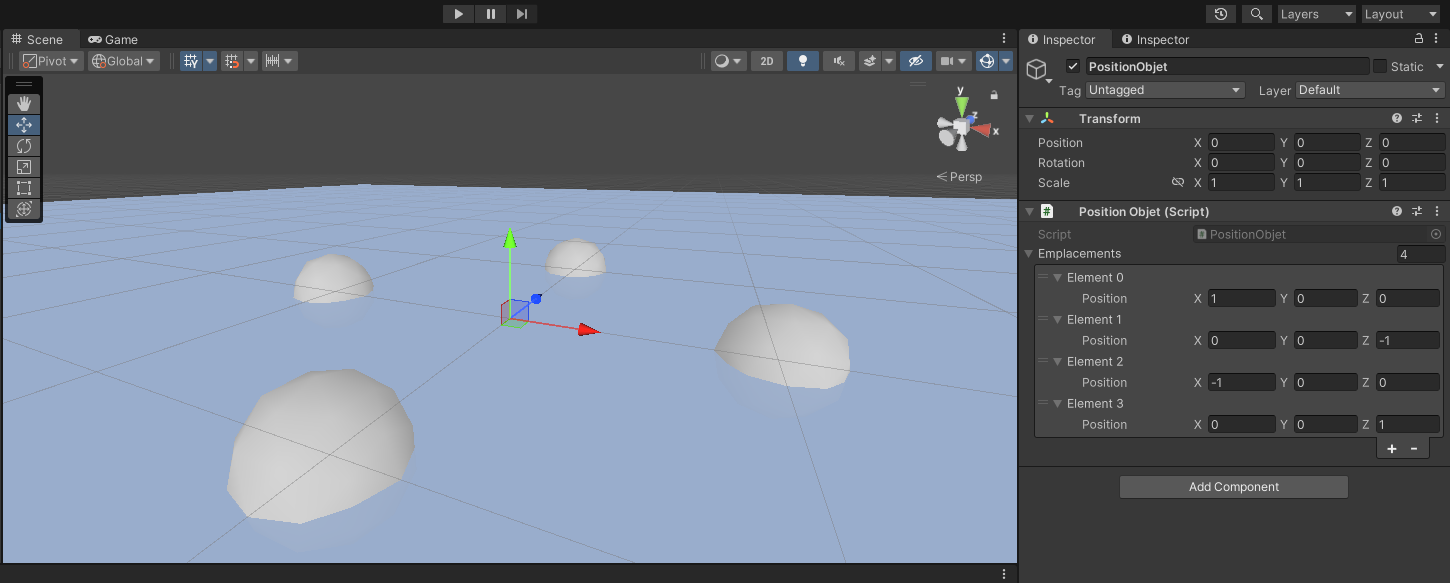 Layers Layout
Scene Game
Pivot Global 2D
y
z
x
Persp
Inspector Inspector
PositionObjet Static
Tag Untagged Layer Default
Transform
Position X 0 Y 0 Z 0
Rotation X 0 Y 0 Z 0
Scale X 1 Y 1 Z 1
# Position Objet (Script)
Script # PositionObjet
Emplacements 4
Element 0
Position X 1 Y 0 Z 0
Element 1
Position X 0 Y 0 Z -1
Element 2
Position X -1 Y 0 Z 0
Element 3
Position X 0 Y 0 Z 1
+ -
Add Component